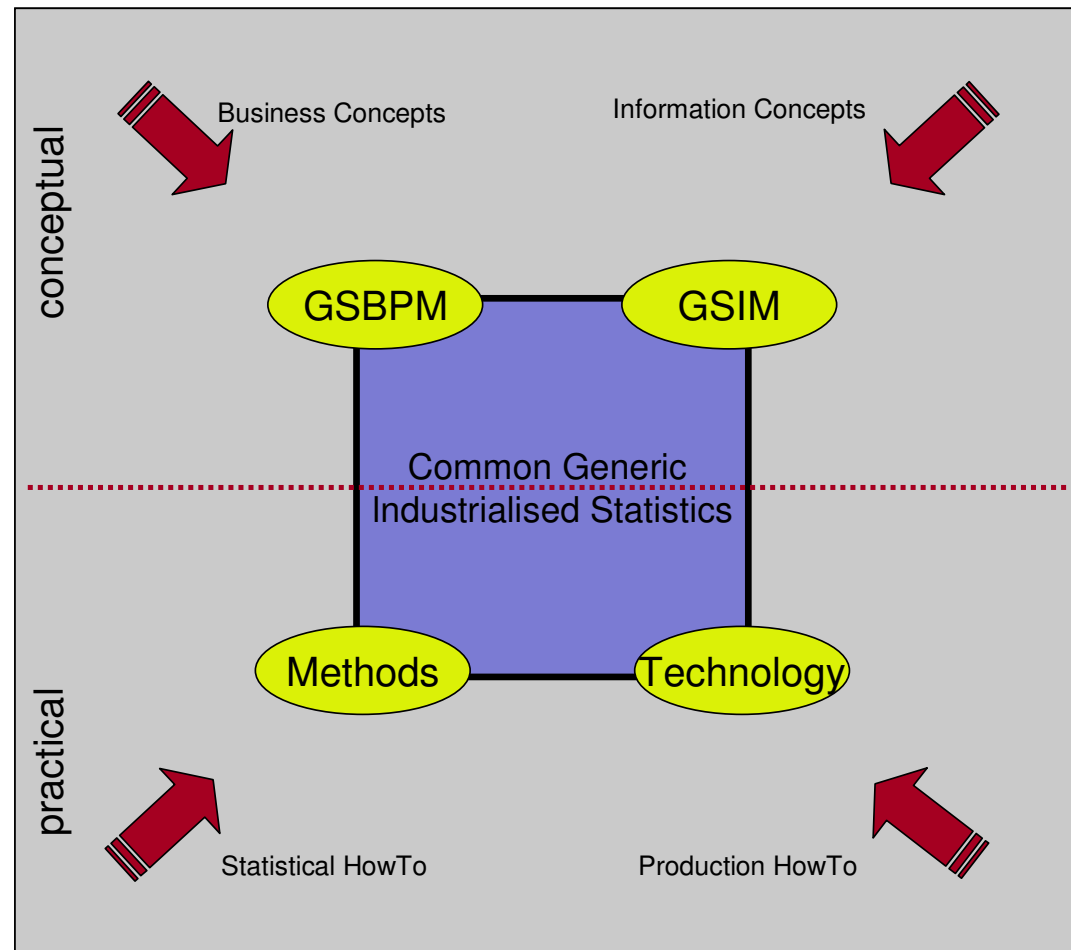 Business Concepts
Information Concepts
conceptual
GSBPM
GSIM
Common Generic
Industrialised Statistics
Methods
Technology
practical
Statistical HowTo
Production HowTo